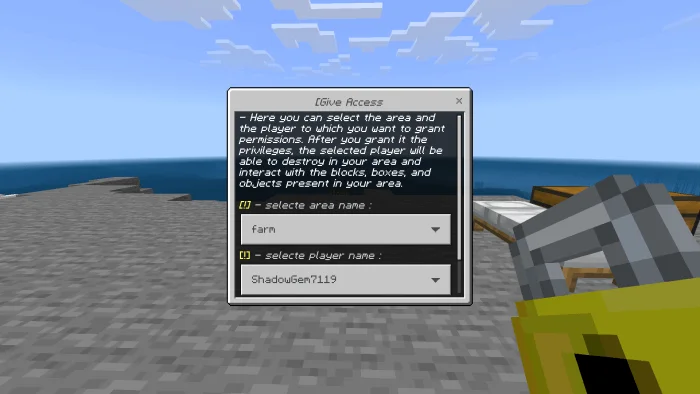 [Give Access
- Here you can select the area and
the player to which you want to grant
permissions. After you grant it the
privileges, the selected player will be
able to destroy in your area and
interact with the blocks, boxes, and
objects present in your area.
[!] - selecte area name :
farm
[!] - selecte player name :
ShadowGem7119